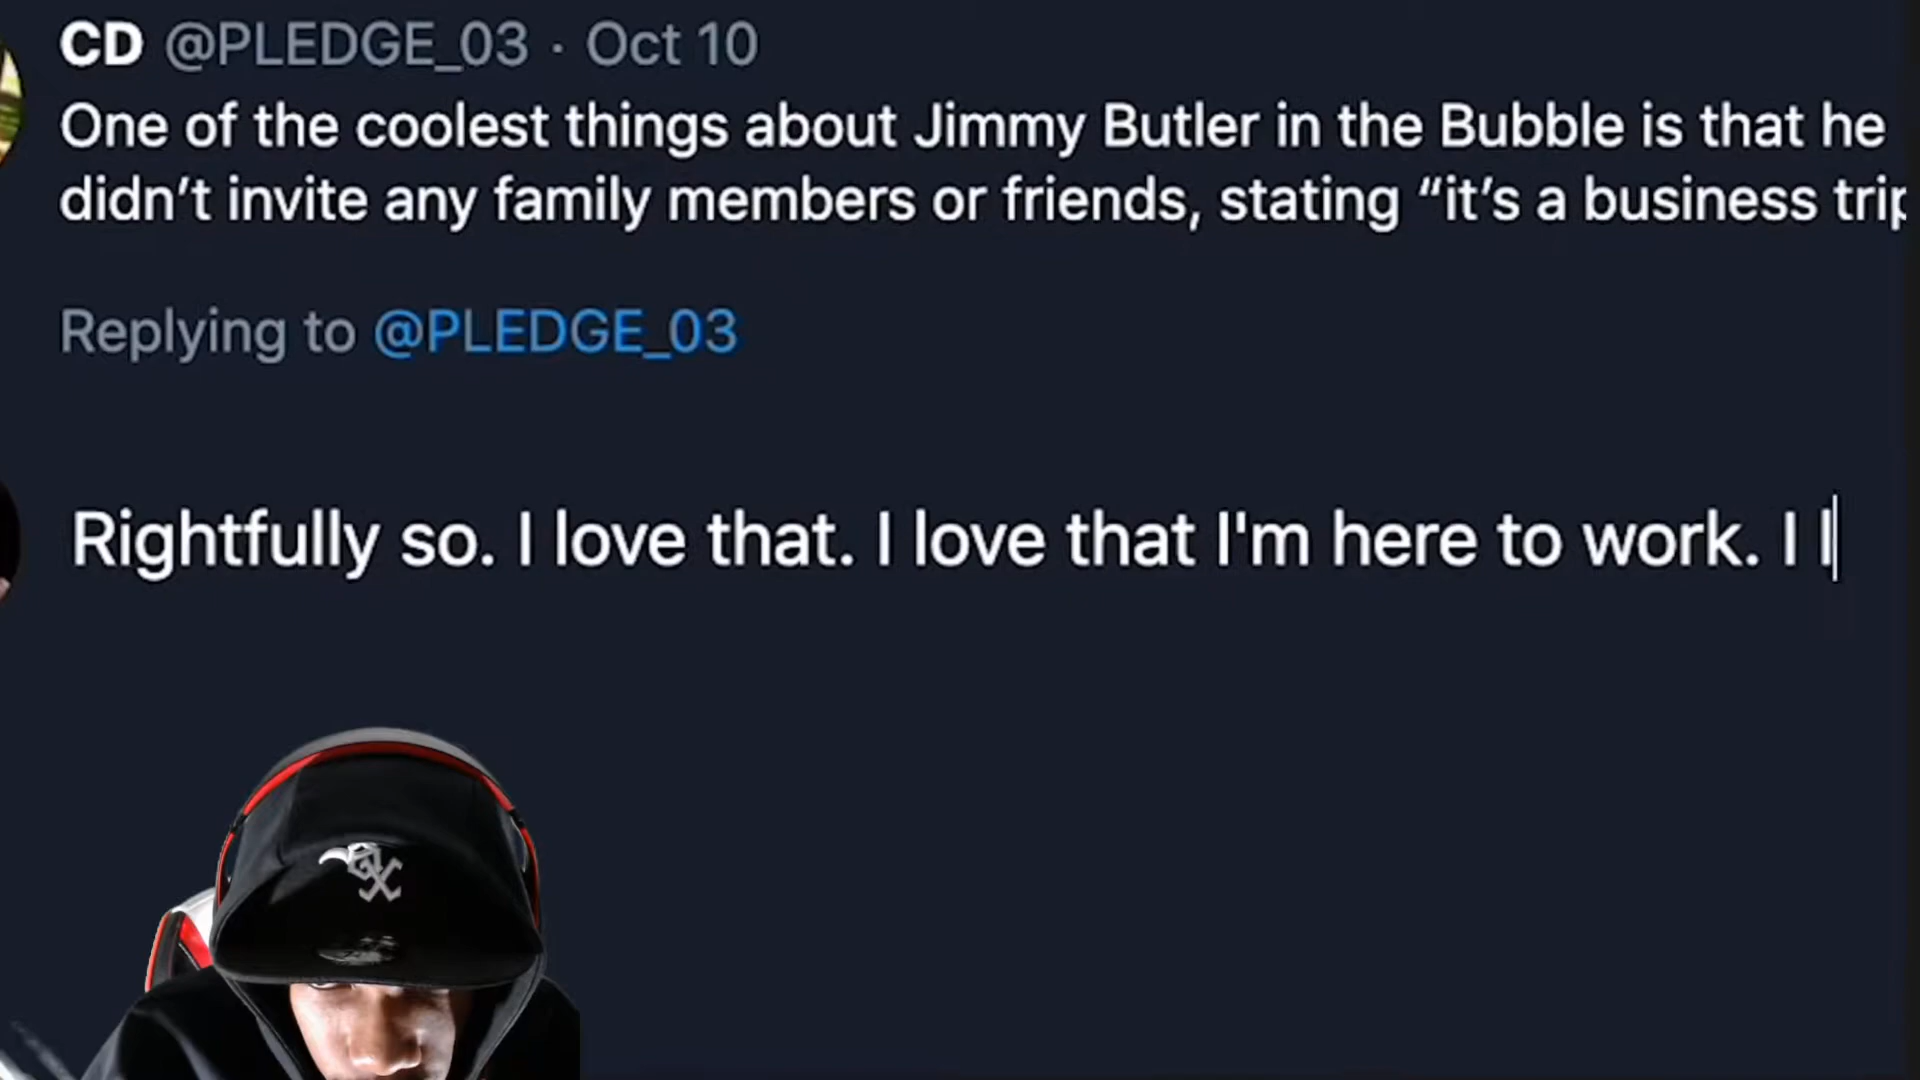 CD @PLEDGE_03 · Oct 10
One of the coolest things about Jimmy Butler in the Bubble is that he
didn’t invite any family members or friends, stating “it’s a business trip
Replying to @PLEDGE_03
Rightfully so. I love that. I love that I'm here to work. I l